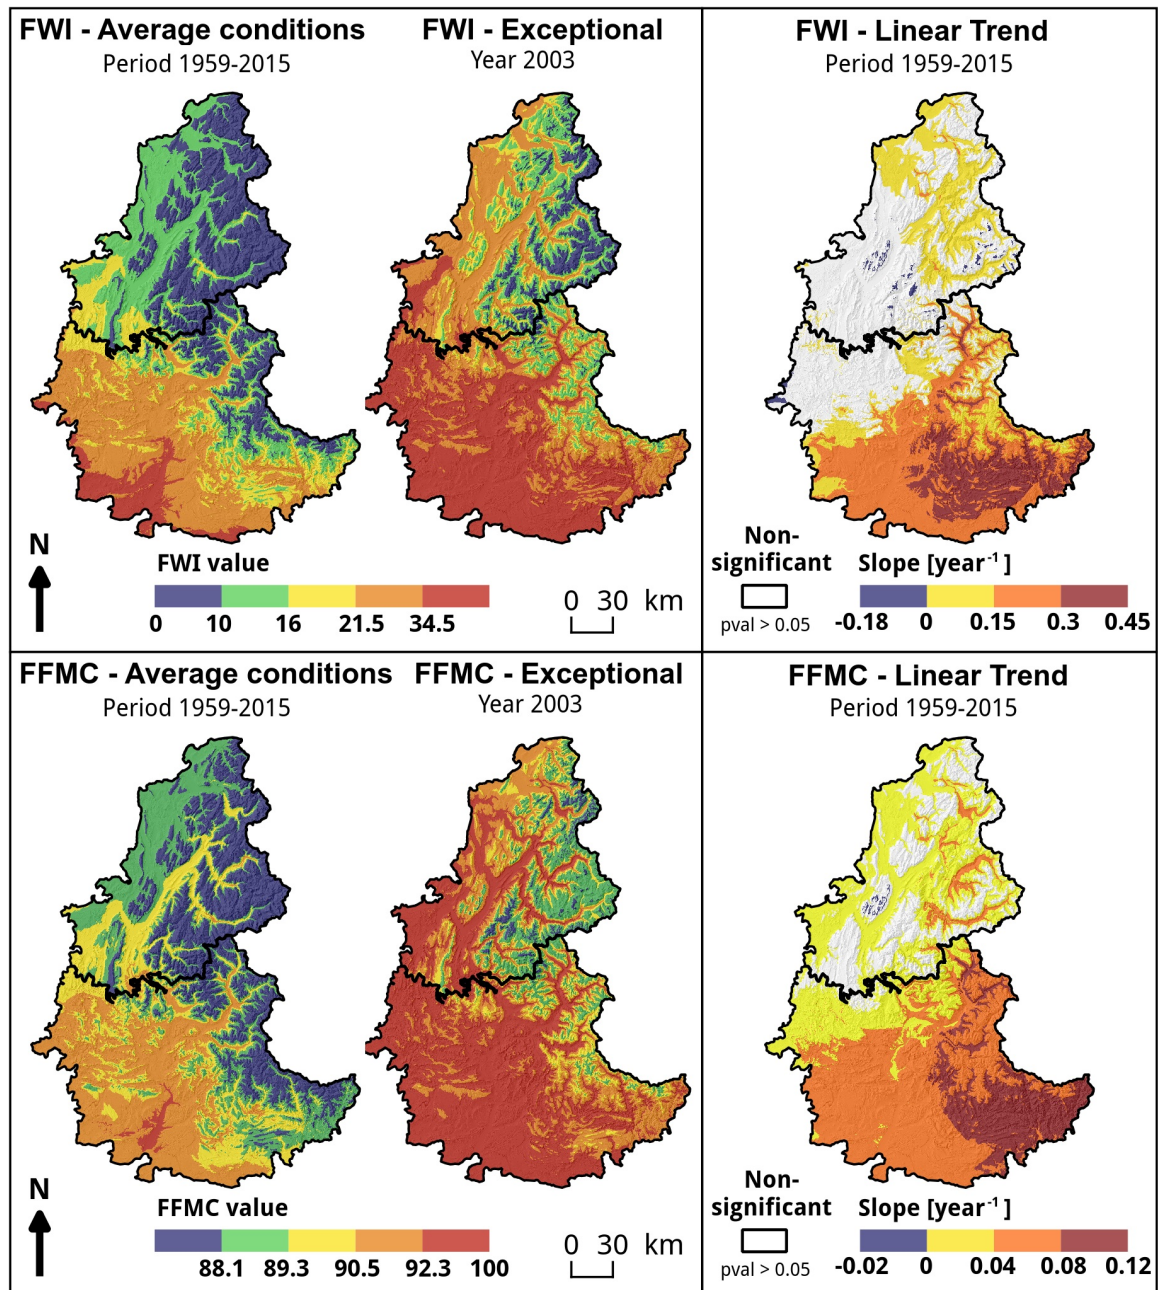 FWI - Average conditions
Period 1959-2015
FWI - Exceptional
Year 2003
FWI - Linear Trend
Period 1959-2015
N
FWI value
0 10 16 21.5 34.5
0 30 km
Non-
significant
pval > 0.05
Slope [year-1 ]
-0.18 0 0.15 0.3 0.45
FFMC - Average conditions
Period 1959-2015
FFMC - Exceptional
Year 2003
FFMC - Linear Trend
Period 1959-2015
N
FFMC value
88.1 89.3 90.5 92.3 100
0 30 km
Non-
significant
pval > 0.05
Slope [year-1 ]
-0.02 0 0.04 0.08 0.12